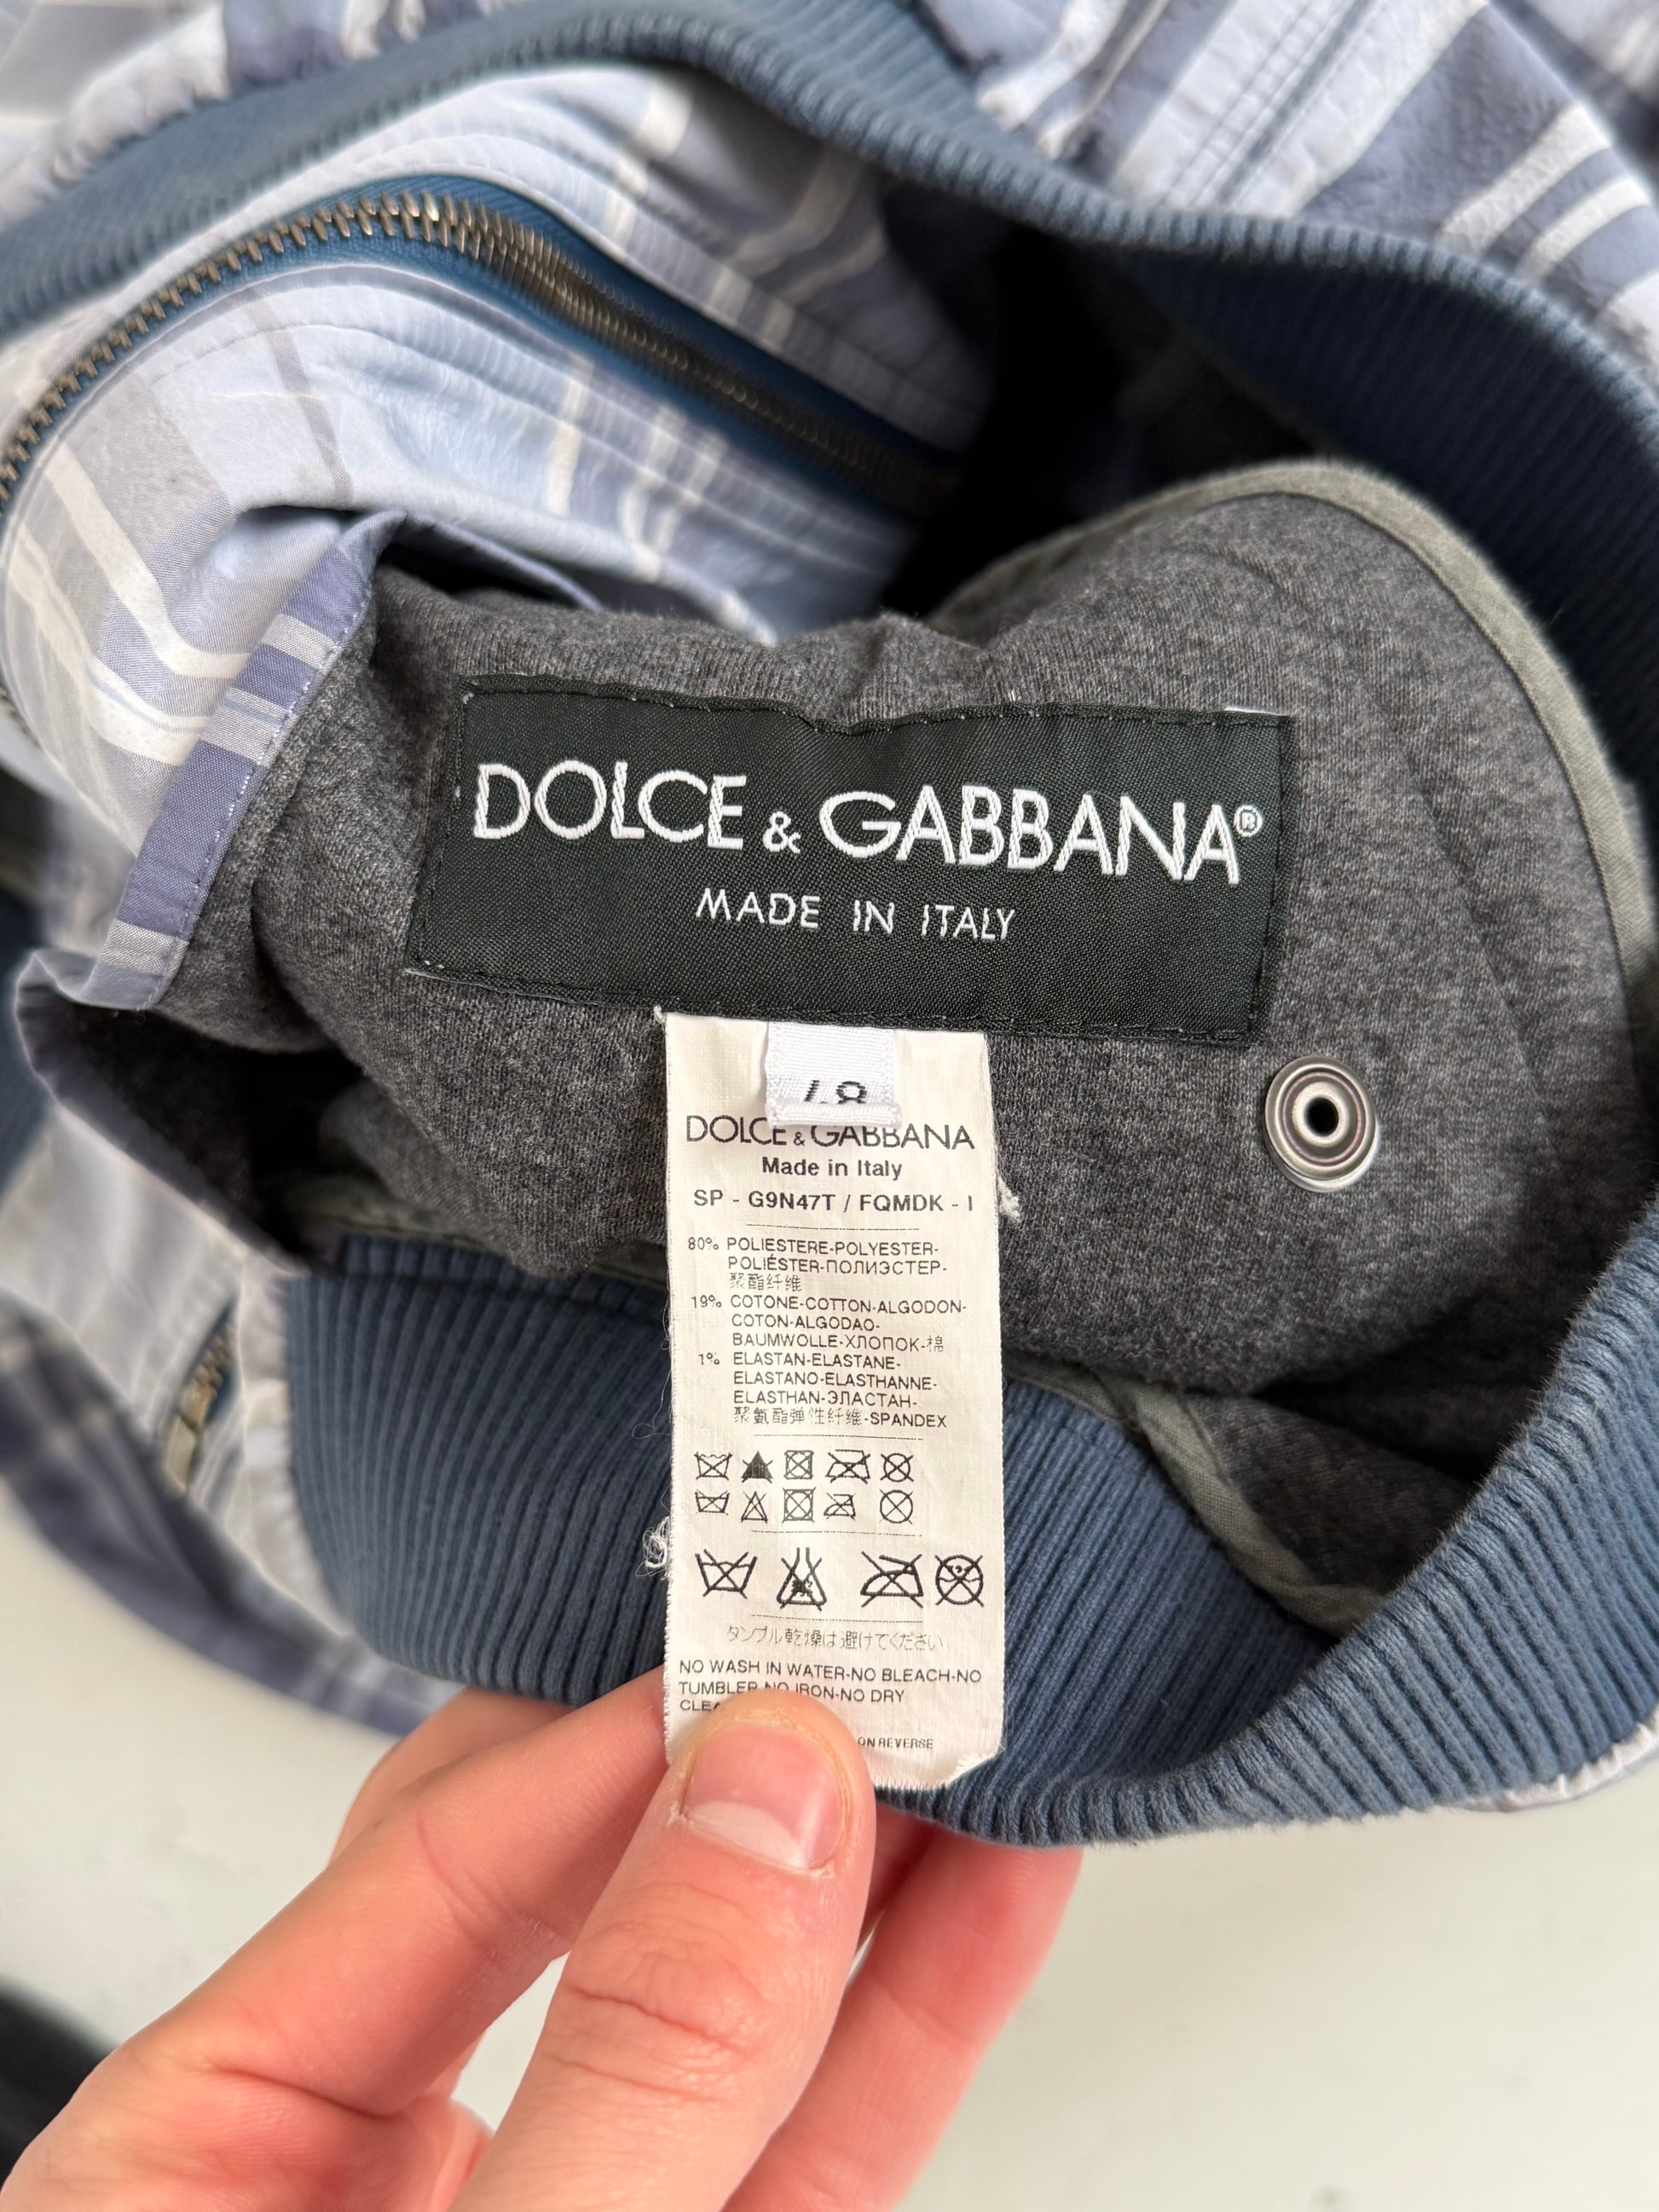 DOLCE & GABBANA®
MADE IN ITALY
48
DOLCE & GABBANA
Made in Italy
SP - G9N47T / FQMDK - I
80% POLIESTERE-POLYESTER-
POLIÉSTER-ПОЛИЭСТЕР-
聚酯纤维
19% COTONE-COTTON-ALGODON-
COTON-ALGODAO-
BAUMWOLLE-ХЛОПОК-棉
1% ELASTAN-ELASTANE-
ELASTANO-ELASTHANNE-
ELASTHAN-ЭЛАСТАН-
聚氨酯弹性纤维-SPANDEX
タンブル乾燥は避けてください
NO WASH IN WATER-NO BLEACH-NO
TUMBLER-NO IRON-NO DRY
ON REVERSE